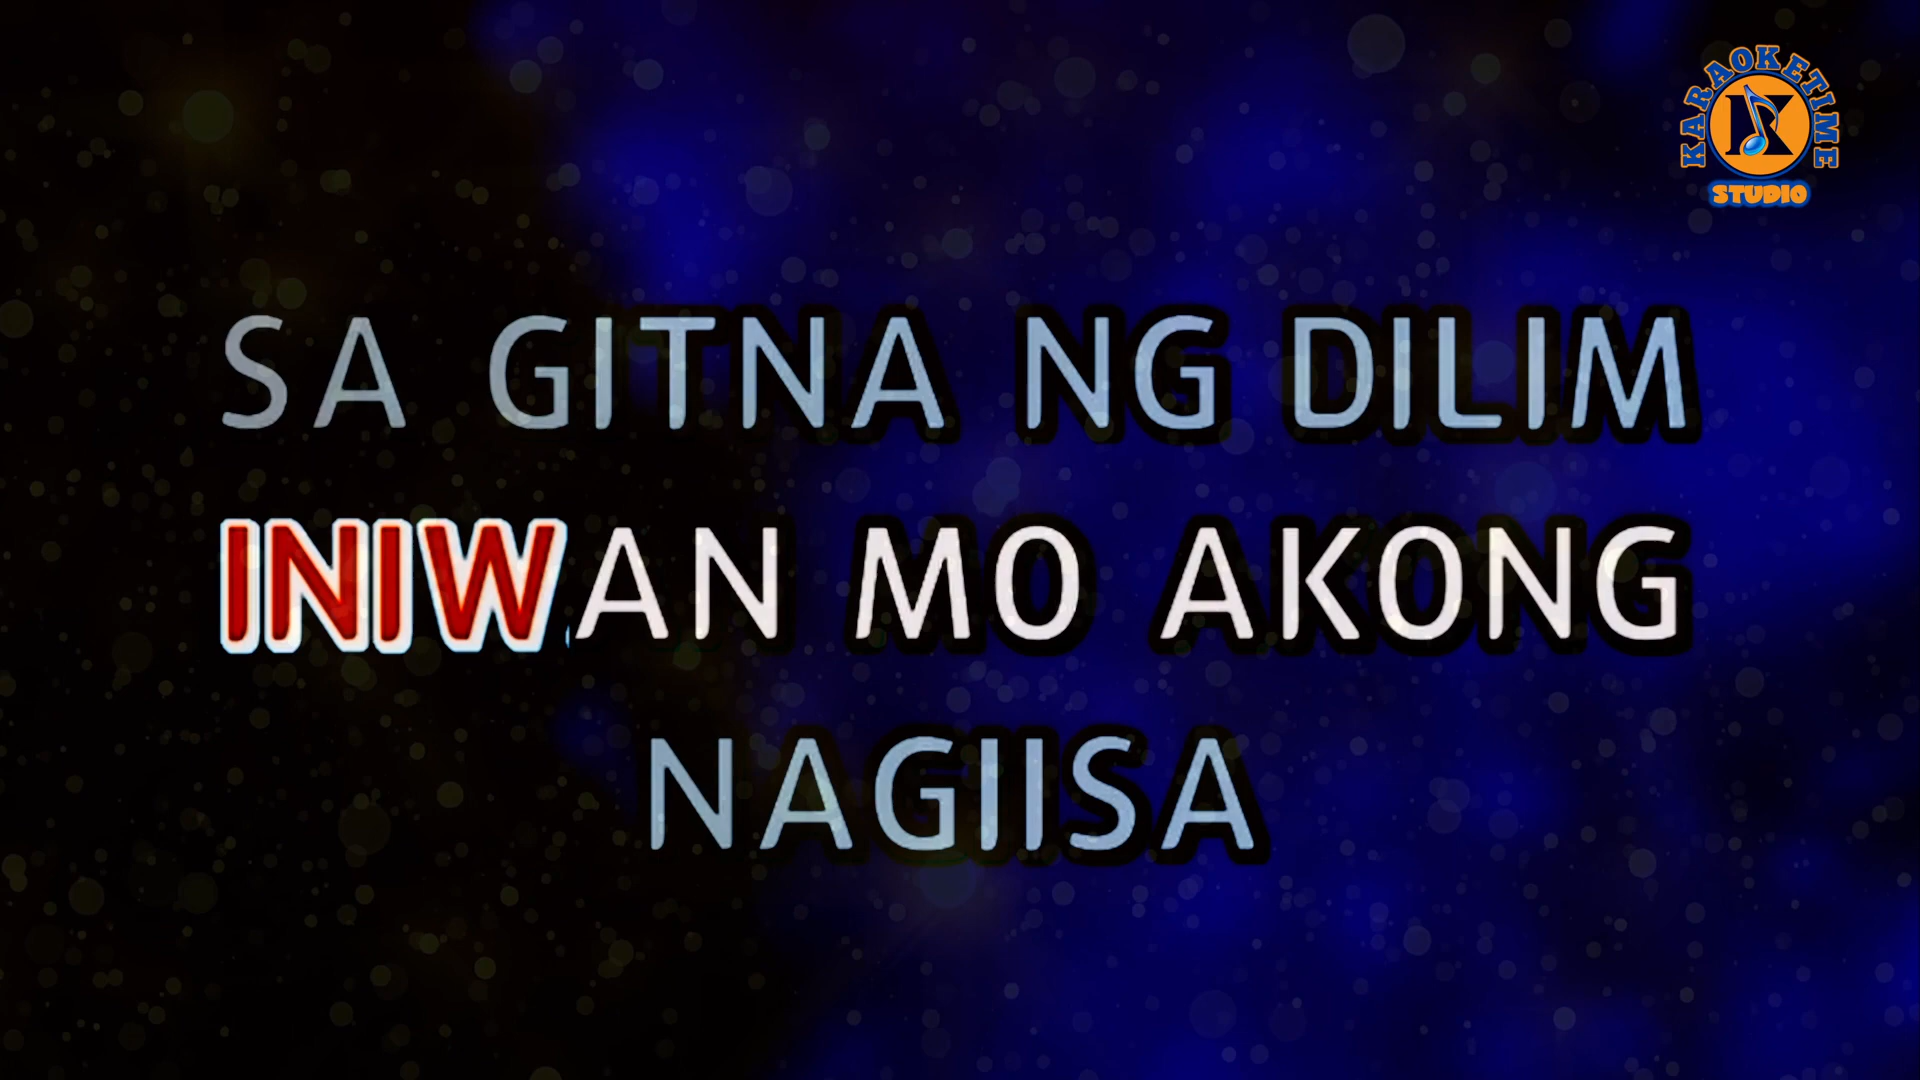 KARAOKETIME
K
STUDIO
SA GITNA NG DILIM
INIWAN MO AKONG
NAGIISA